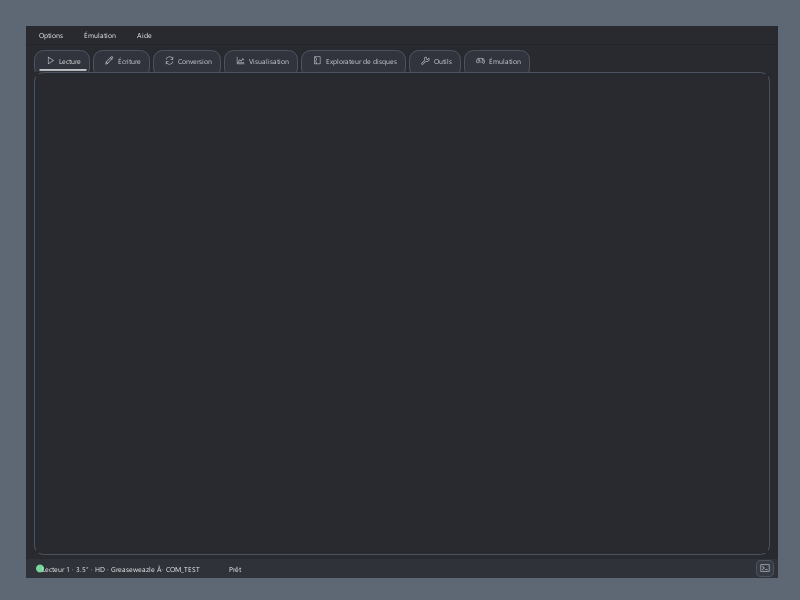 Options Émulation Aide
Lecture Écriture Conversion Visualisation Explorateur de disques Outils Émulation
Lecteur 1 · 3.5" · HD · Greaseweazle Â· COM_TEST Prêt